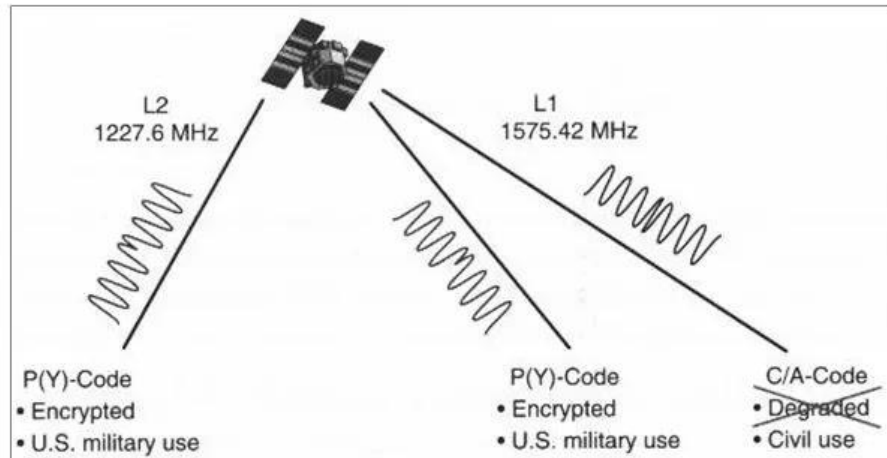 L2
1227.6 MHz
L1
1575.42 MHz
P(Y)-Code
• Encrypted
• U.S. military use
P(Y)-Code
• Encrypted
• U.S. military use
C/A-Code
• Degraded
• Civil use